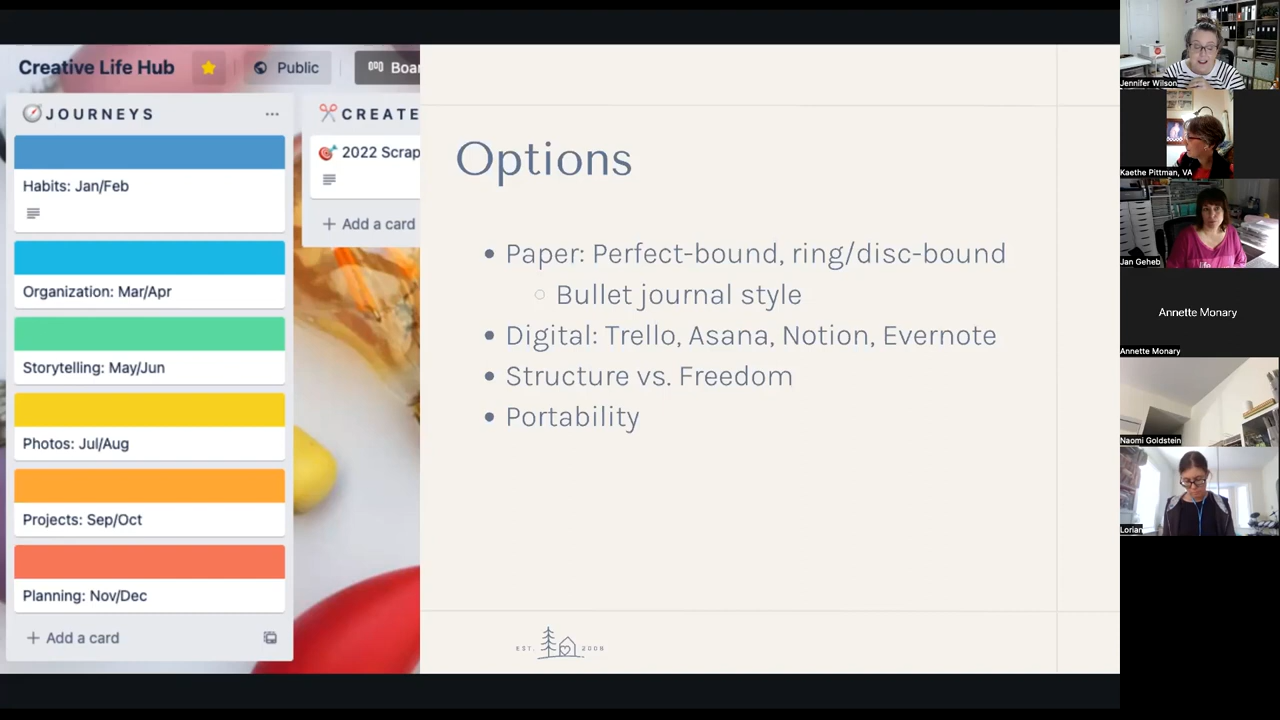 Creative Life Hub
Public
Boar
JOURNEYS
Habits: Jan/Feb
Organization: Mar/Apr
Storytelling: May/Jun
Photos: Jul/Aug
Projects: Sep/Oct
Planning: Nov/Dec
+ Add a card
CREATE
2022 Scrap
+ Add a card
Options
• Paper: Perfect-bound, ring/disc-bound
○ Bullet journal style
• Digital: Trello, Asana, Notion, Evernote
• Structure vs. Freedom
• Portability
EST. 2008
Jennifer Wilson
Kaethe Pittman, VA
Jan Geheb
Annette Monary
Annette Monary
Naomi Goldstein
Lorian